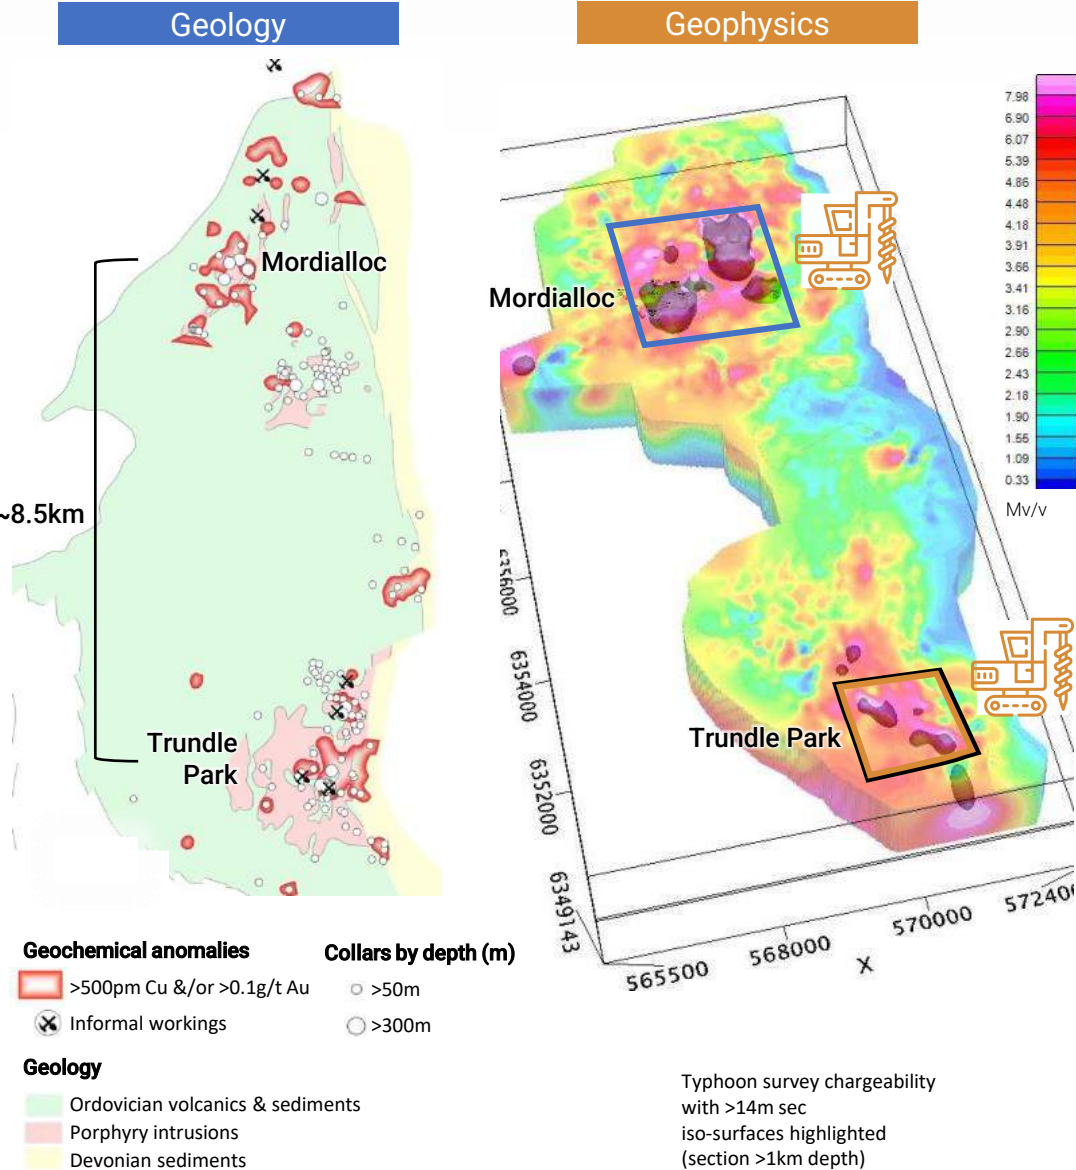 Geology
Geophysics
7.98
6.90
6.07
5.39
4.86
4.48
4.18
3.91
3.66
3.41
3.16
2.90
2.66
2.43
2.18
1.90
1.55
1.09
0.33
Mv/v
Mordialloc
Mordialloc
~8.5km
Trundle
Park
Trundle Park
6356000
6354000
6352000
6349143
565500
568000
570000
572400
X
Geochemical anomalies
>500pm Cu &/or >0.1g/t Au
Informal workings
Collars by depth (m)
>50m
>300m
Geology
Ordovician volcanics & sediments
Porphyry intrusions
Devonian sediments
Typhoon survey chargeability
with >14m sec
iso-surfaces highlighted
(section >1km depth)